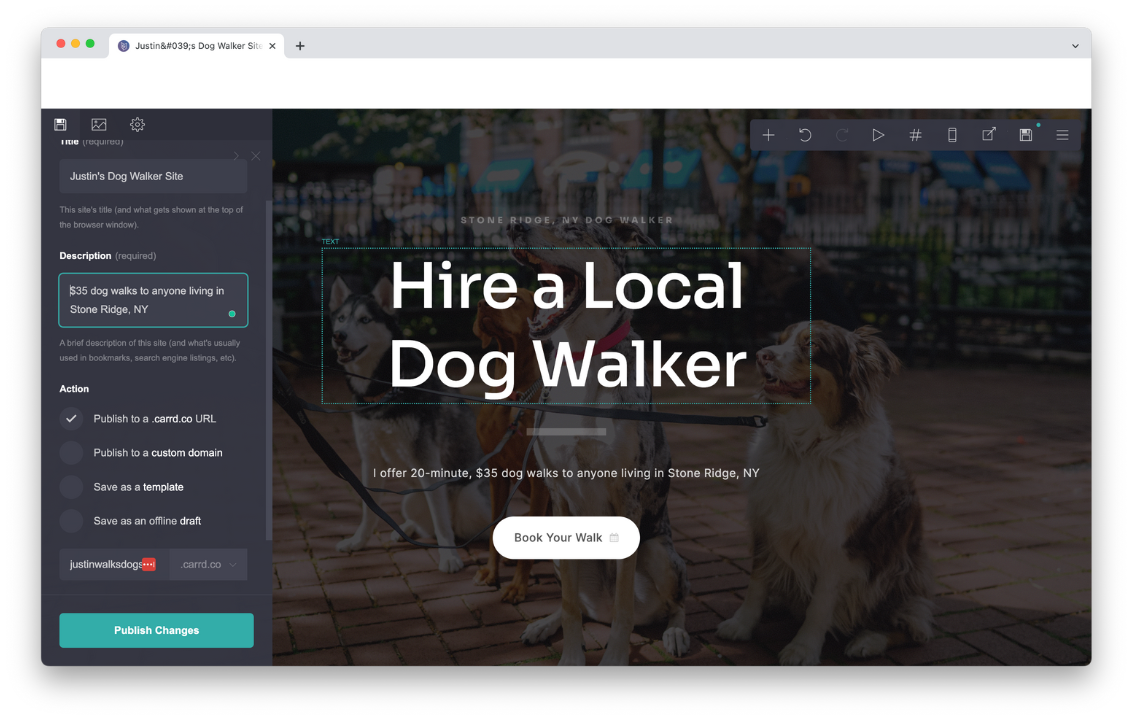 Justin&#039;s Dog Walker Site
Title (required)
Justin's Dog Walker Site
This site's title (and what gets shown at the top of
the browser window).
Description (required)
$35 dog walks to anyone living in
Stone Ridge, NY
A brief description of this site (and what's usually
used in bookmarks, search engine listings, etc).
Action
Publish to a .carrd.co URL
Publish to a custom domain
Save as a template
Save as an offline draft
justinwalksdogs
.carrd.co
Publish Changes
STONE RIDGE, NY DOG WALKER
TEXT
Hire a Local
Dog Walker
I offer 20-minute, $35 dog walks to anyone living in Stone Ridge, NY
Book Your Walk